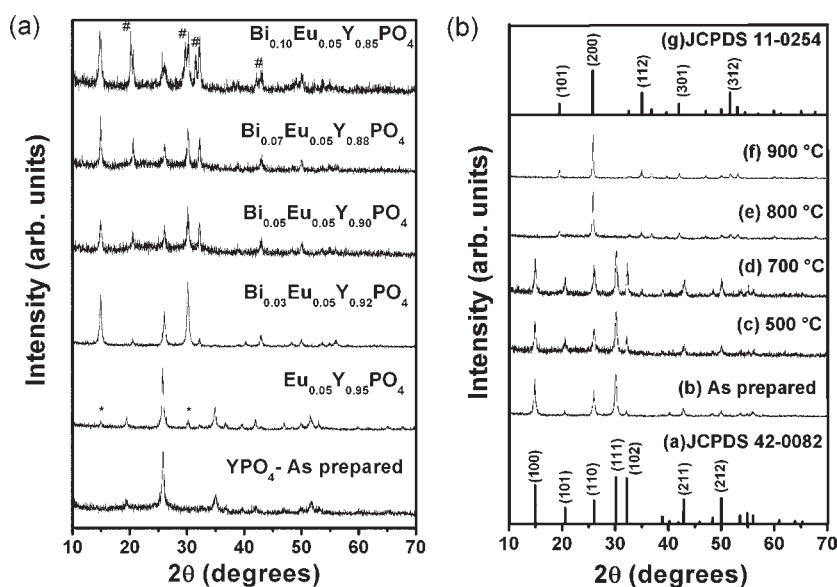 (a)
# # # #
Bi₀.₁₀Eu₀.₀₅Y₀.₈₅PO₄
Bi₀.₀₇Eu₀.₀₅Y₀.₈₈PO₄
Bi₀.₀₅Eu₀.₀₅Y₀.₉₀PO₄
Bi₀.₀₃Eu₀.₀₅Y₀.₉₂PO₄
Eu₀.₀₅Y₀.₉₅PO₄
* *
YPO₄- As prepared
Intensity (arb. units)
10 20 30 40 50 60 70
2θ (degrees)
(b)
(g)JCPDS 11-0254
(101) (200) (112) (301) (312)
(f) 900 °C
(e) 800 °C
(d) 700 °C
(c) 500 °C
(b) As prepared
(a)JCPDS 42-0082
(100) (101) (110) (111) (102) (211) (212)
Intensity (arb. units)
10 20 30 40 50 60 70
2θ (degrees)